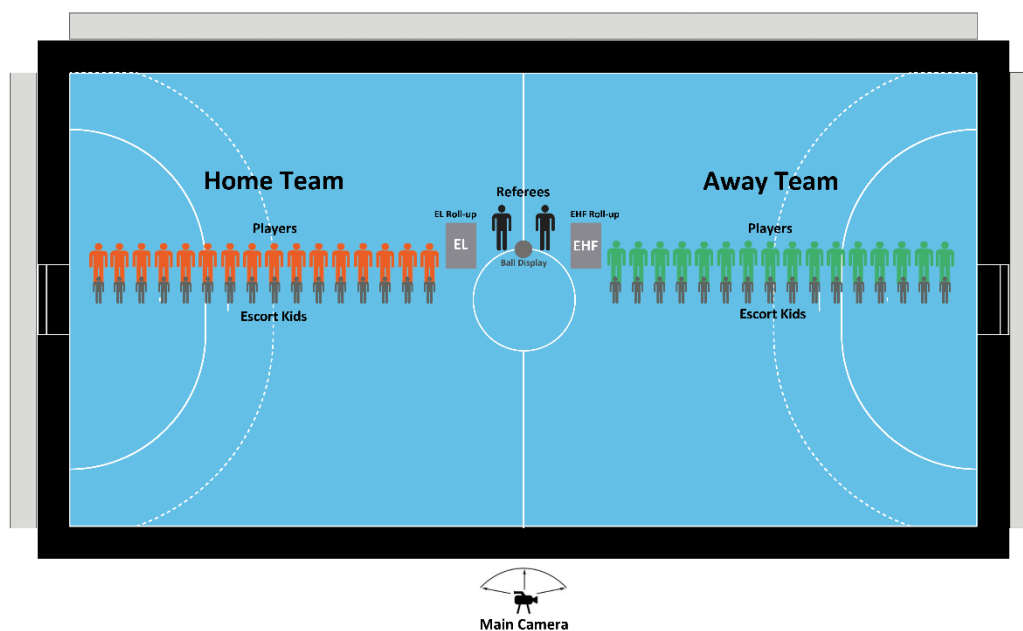 Home Team
Away Team
Referees
EL Roll-up
EHF Roll-up
Players
Players
EL
EHF
Ball Display
Escort Kids
Escort Kids
Main Camera